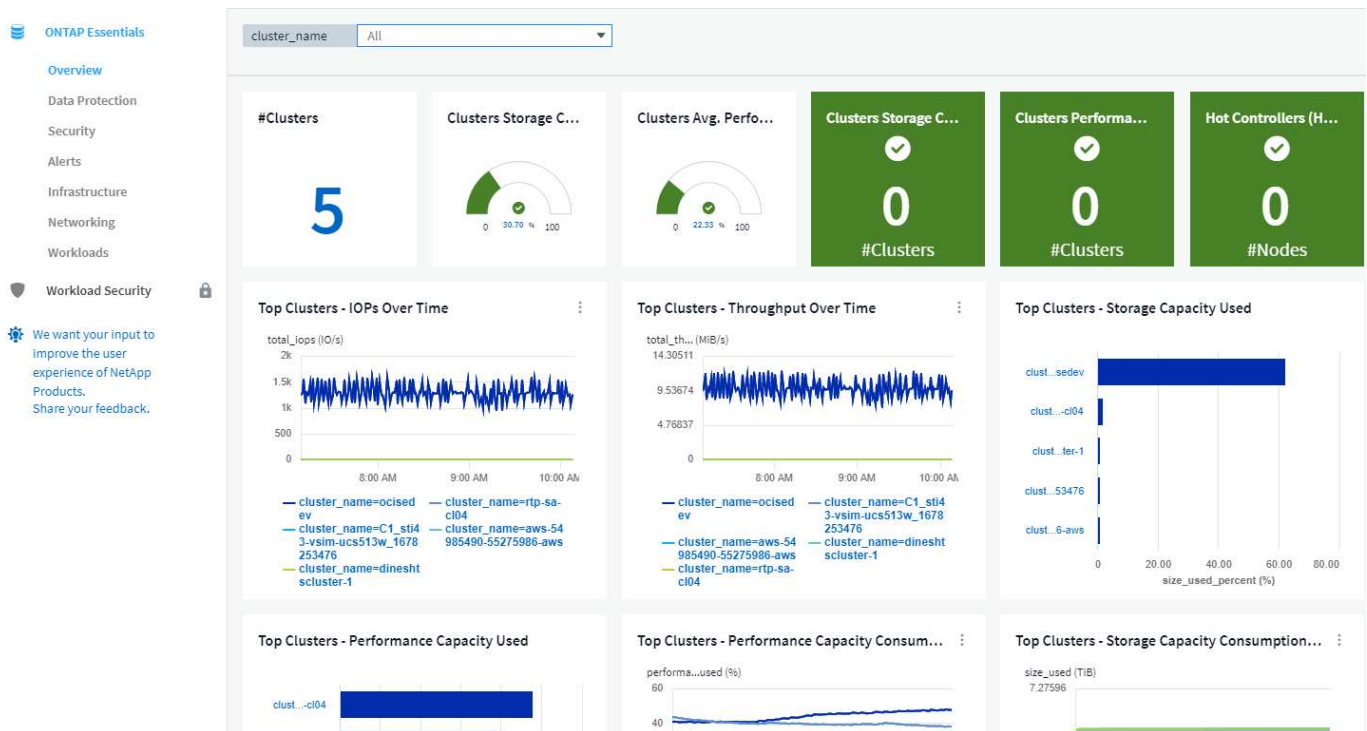 ONTAP Essentials
Overview
Data Protection
Security
Alerts
Infrastructure
Networking
Workloads
Workload Security
We want your input to
improve the user
experience of NetApp
Products.
Share your feedback.
cluster_name All
#Clusters
5
Clusters Storage C...
0 30.70 % 100
Clusters Avg. Perfo...
0 22.33 % 100
Clusters Storage C...
0
#Clusters
Clusters Performa...
0
#Clusters
Hot Controllers (H...
0
#Nodes
Top Clusters - IOPs Over Time
total_iops (IO/s)
2k
1.5k
1k
500
0
8:00 AM 9:00 AM 10:00 AM
cluster_name=ocised
ev
cluster_name=rtp-sa-
cl04
cluster_name=C1_sti4
3-vsim-ucs513w_1678
253476
cluster_name=aws-54
985490-55275986-aws
cluster_name=dinesht
scluster-1
Top Clusters - Throughput Over Time
total_th... (MiB/s)
14.30511
9.53674
4.76837
0
8:00 AM 9:00 AM 10:00 AM
cluster_name=ocised
ev
cluster_name=C1_sti4
3-vsim-ucs513w_1678
253476
cluster_name=aws-54
985490-55275986-aws
cluster_name=dinesht
scluster-1
cluster_name=rtp-sa-
cl04
Top Clusters - Storage Capacity Used
clust...sedev
clust...-cl04
clust...ter-1
clust...53476
clust...6-aws
0 20.00 40.00 60.00 80.00
size_used_percent (%)
Top Clusters - Performance Capacity Used
clust...-cl04
Top Clusters - Performance Capacity Consum...
performa...used (%)
60
40
Top Clusters - Storage Capacity Consumption...
size_used (TiB)
7.27596